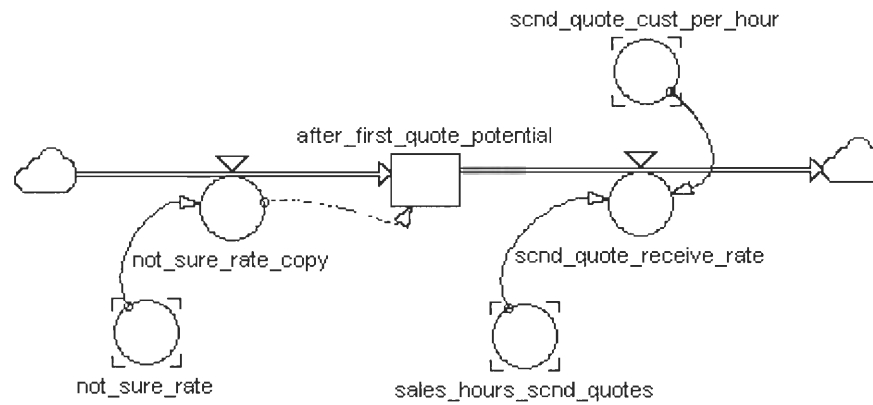 scnd_quote_cust_per_hour
after_first_quote_potential
not_sure_rate_copy
scnd_quote_receive_rate
not_sure_rate
sales_hours_scnd_quotes